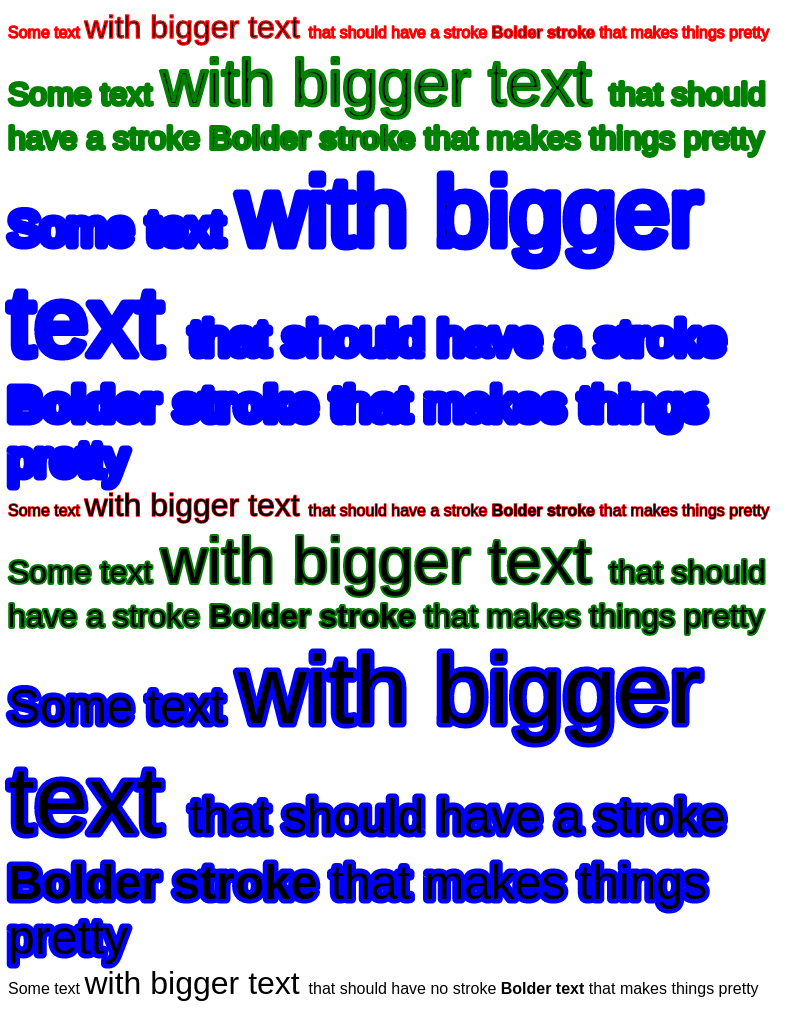 Some text with bigger text that should have a stroke Bolder stroke that makes things pretty
Some text with bigger text that should
have a stroke Bolder stroke that makes things pretty
Some text with bigger
text that should have a stroke
Bolder stroke that makes things
pretty
Some text with bigger text that should have a stroke Bolder stroke that makes things pretty
Some text with bigger text that should
have a stroke Bolder stroke that makes things pretty
Some text with bigger
text that should have a stroke
Bolder stroke that makes things
pretty
Some text with bigger text that should have no stroke Bolder text that makes things pretty